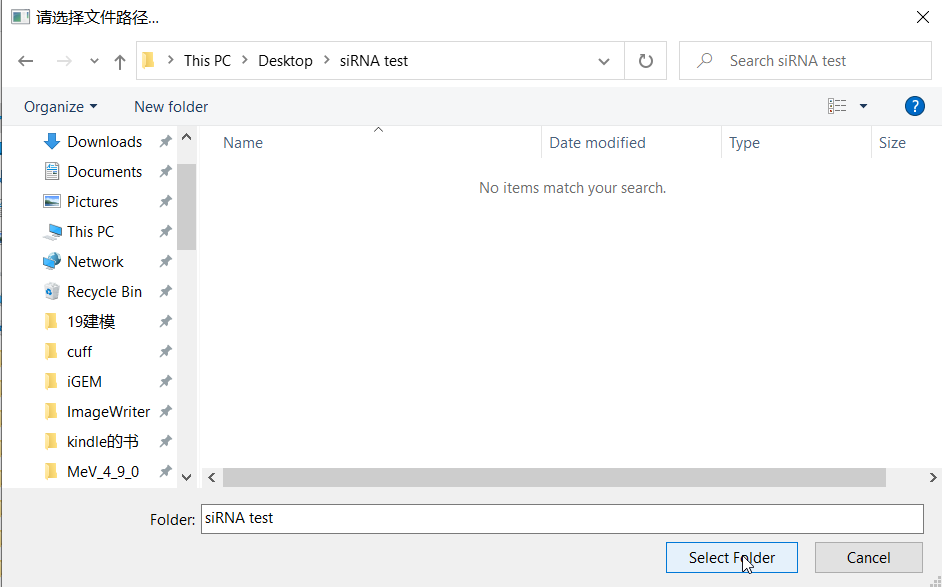 请选择文件路径...
This PC > Desktop > siRNA test
Search siRNA test
Organize
New folder
?
Name
Date modified
Type
Size
No items match your search.
Downloads
Documents
Pictures
This PC
Network
Recycle Bin
19建模
cuff
iGEM
ImageWriter
kindle的书
MeV_4_9_0
Folder: siRNA test
Select Folder
Cancel